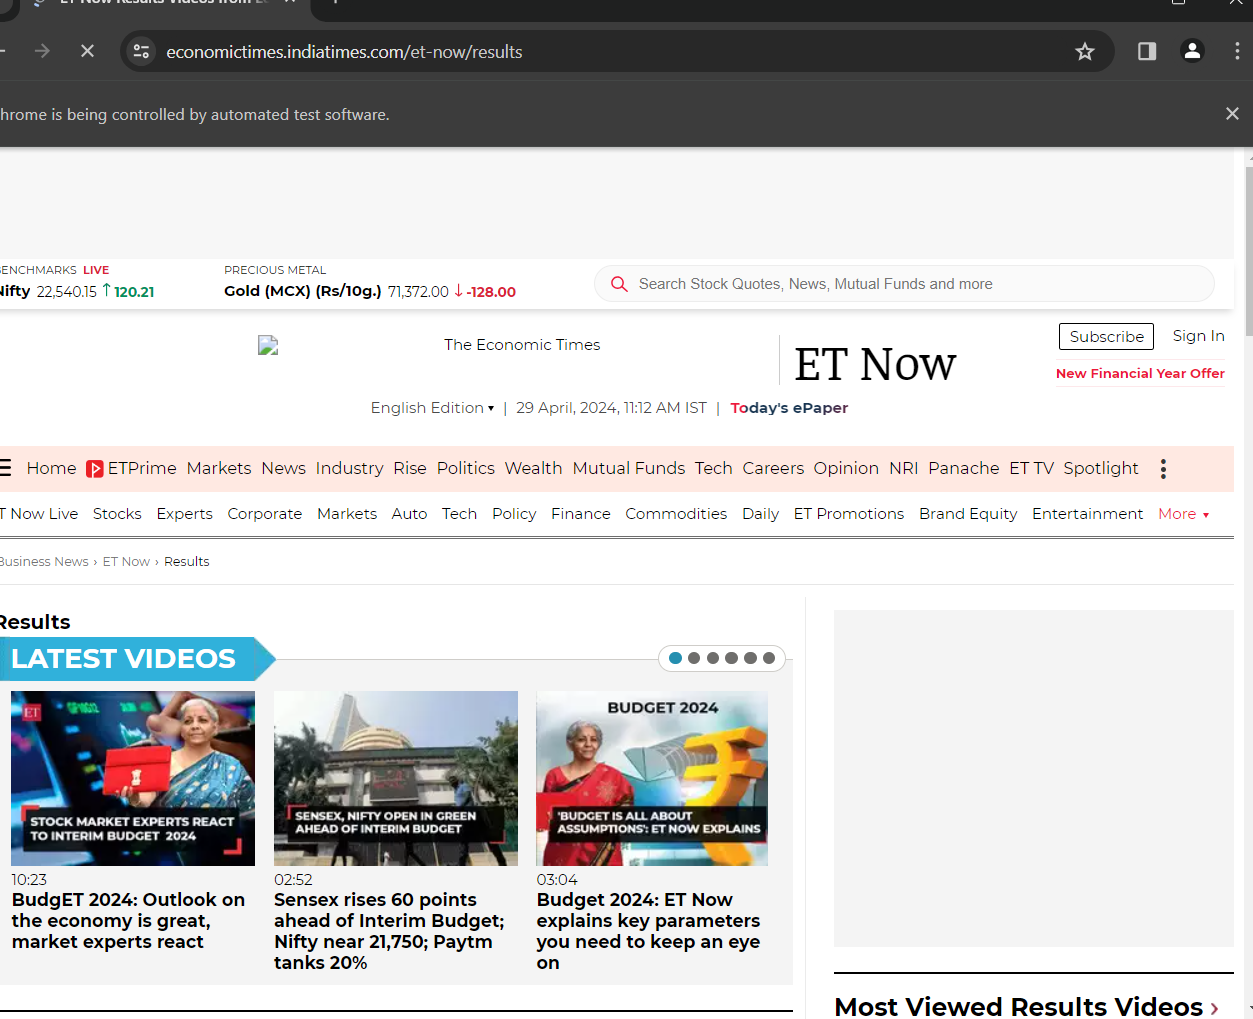 economictimes.indiatimes.com/et-now/results
hrome is being controlled by automated test software.
BENCHMARKS LIVE
Nifty 22,540.15 ↑ 120.21
PRECIOUS METAL
Gold (MCX) (Rs/10g.) 71,372.00 ↓ -128.00
Search Stock Quotes, News, Mutual Funds and more
The Economic Times
ET Now
Subscribe Sign In
New Financial Year Offer
English Edition ▾ | 29 April, 2024, 11:12 AM IST | Today's ePaper
Home ETPrime Markets News Industry Rise Politics Wealth Mutual Funds Tech Careers Opinion NRI Panache ET TV Spotlight
T Now Live Stocks Experts Corporate Markets Auto Tech Policy Finance Commodities Daily ET Promotions Brand Equity Entertainment More ▾
Business News › ET Now › Results
Results
LATEST VIDEOS
ET
STOCK MARKET EXPERTS REACT
TO INTERIM BUDGET 2024
10:23
BudgET 2024: Outlook on
the economy is great,
market experts react
SENSEX, NIFTY OPEN IN GREEN
AHEAD OF INTERIM BUDGET
02:52
Sensex rises 60 points
ahead of Interim Budget;
Nifty near 21,750; Paytm
tanks 20%
BUDGET 2024
'BUDGET IS ALL ABOUT
ASSUMPTIONS': ET NOW EXPLAINS
03:04
Budget 2024: ET Now
explains key parameters
you need to keep an eye
on
Most Viewed Results Videos ›